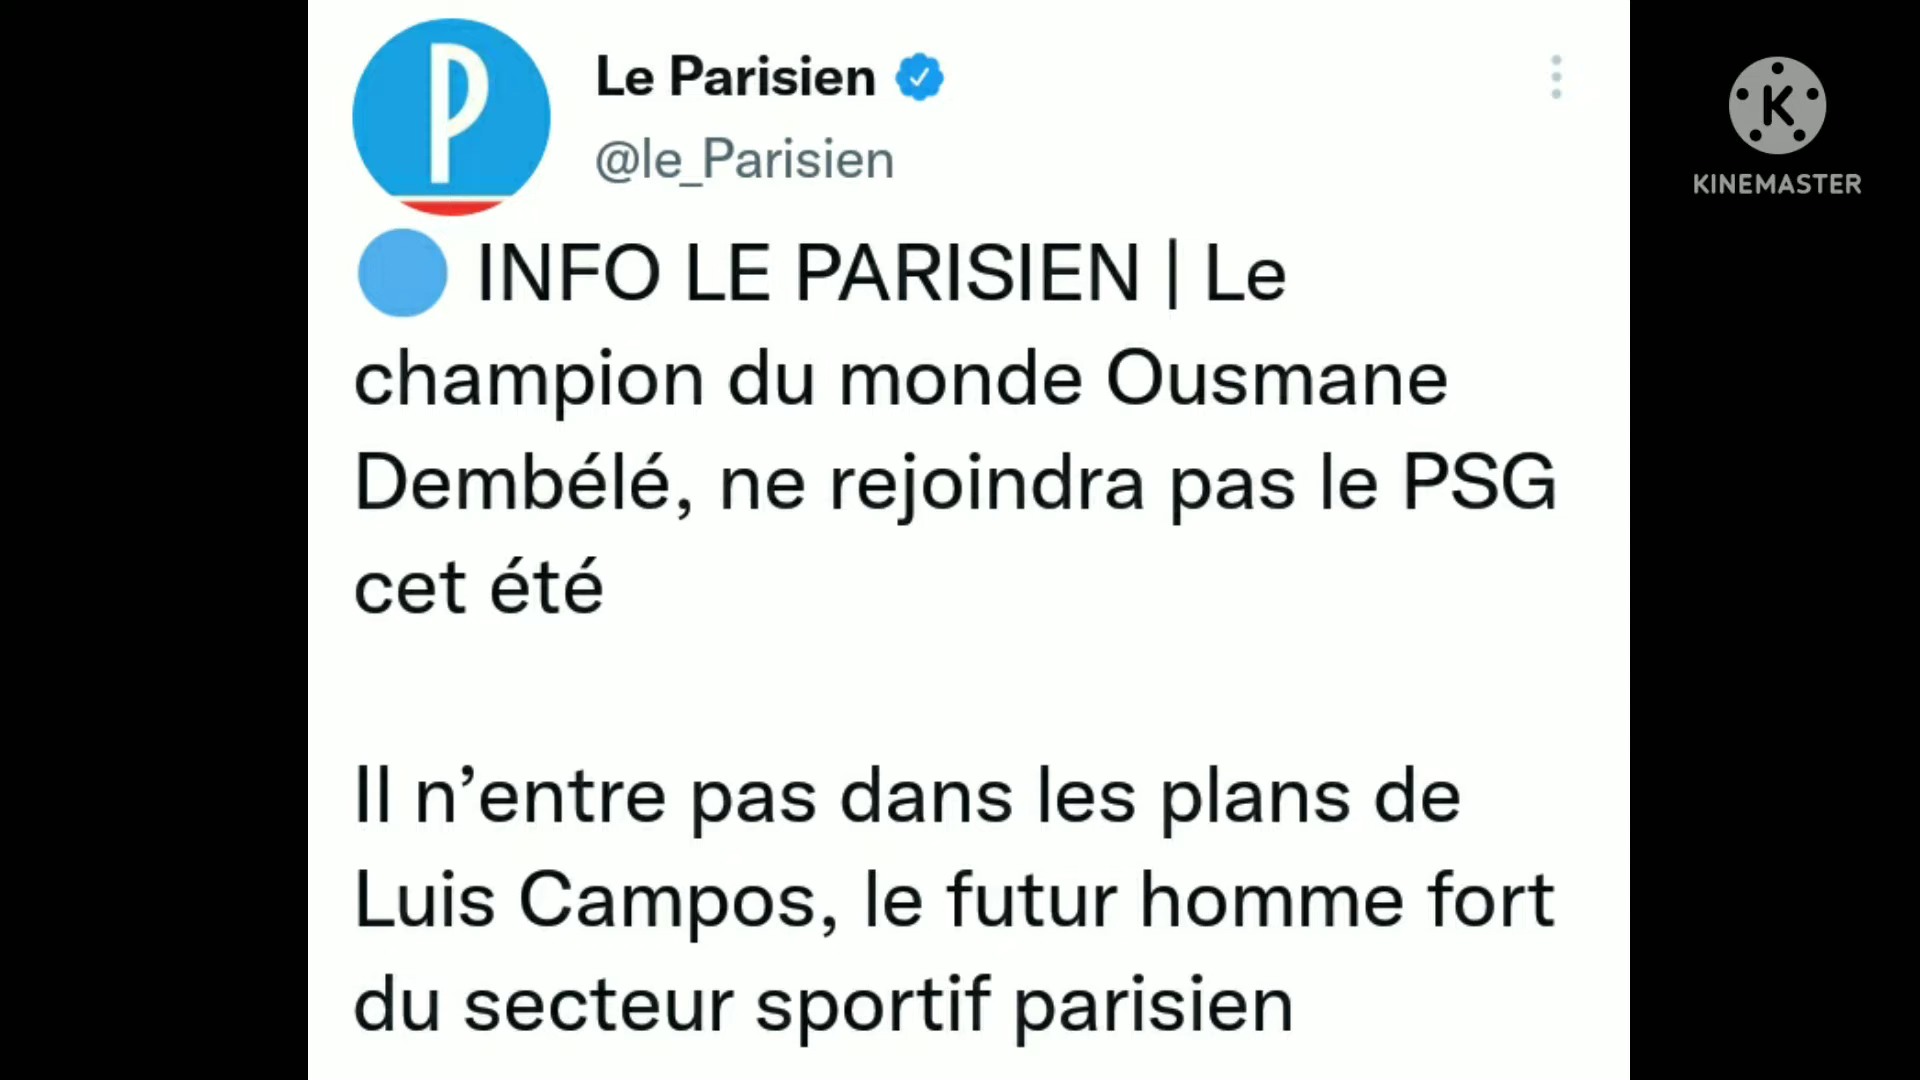 Le Parisien
@le_Parisien
INFO LE PARISIEN | Le
champion du monde Ousmane
Dembélé, ne rejoindra pas le PSG
cet été
Il n’entre pas dans les plans de
Luis Campos, le futur homme fort
du secteur sportif parisien
K
KINEMASTER